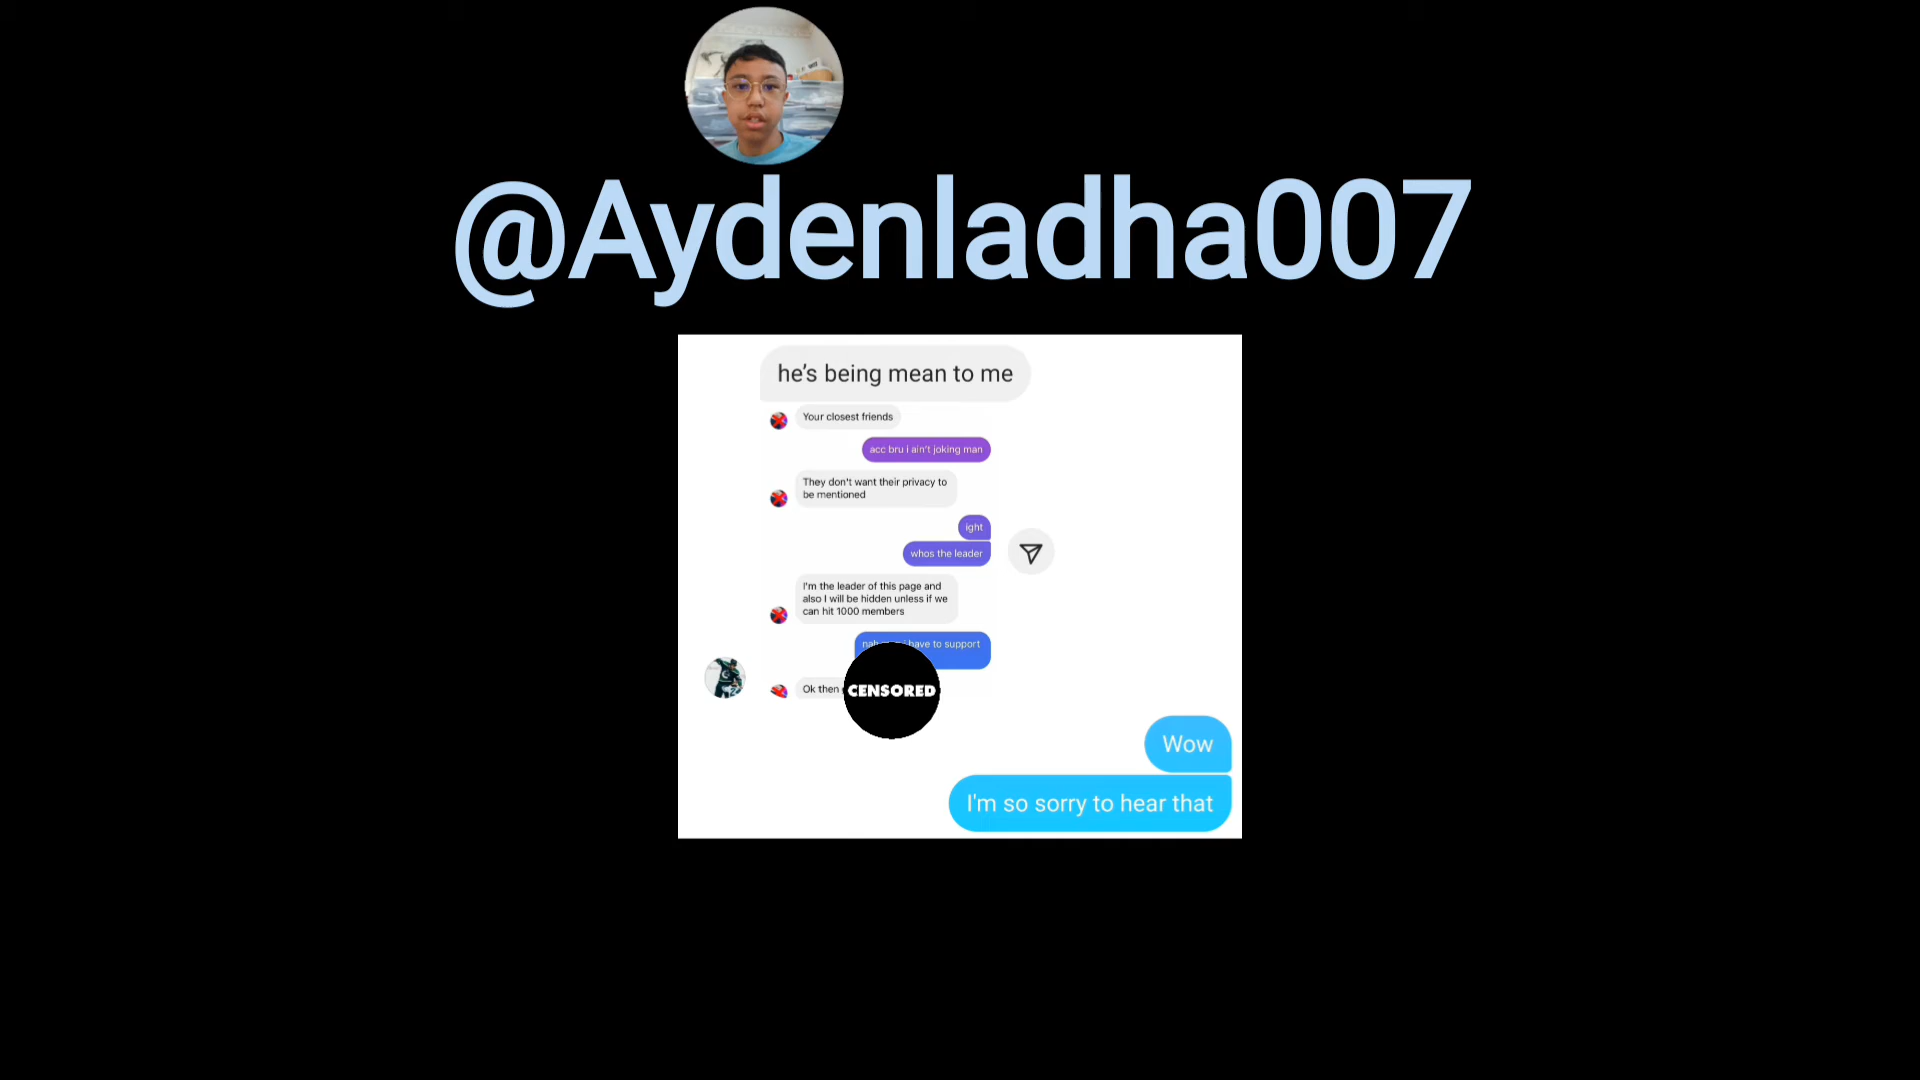 @Aydenladha007
he’s being mean to me
Your closest friends
acc bru i ain't joking man
They don't want their privacy to
be mentioned
ight
whos the leader
I'm the leader of this page and
also I will be hidden unless if we
can hit 1000 members
nah i have to support
Ok then
CENSORED
Wow
I'm so sorry to hear that